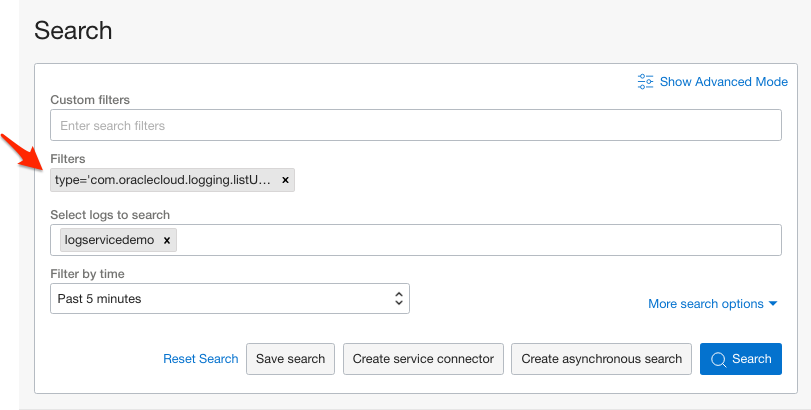 Search
Show Advanced Mode
Custom filters
Enter search filters
Filters
type='com.oraclecloud.logging.listU... ×
Select logs to search
logservicedemo ×
Filter by time
Past 5 minutes
More search options
Reset Search Save search Create service connector Create asynchronous search Search